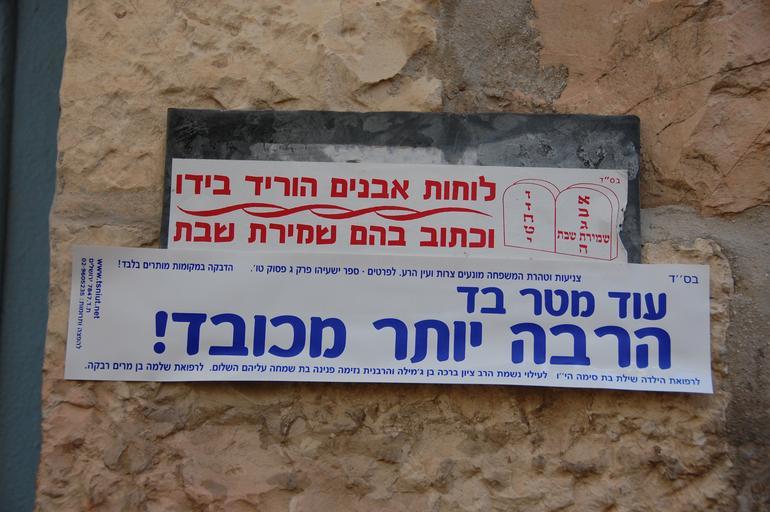 בס"ד
לוחות אבנים הוריד בידו
וכתוב בהם שמירת שבת
שמירת שבת
בס''ד
צניעות וטהרת המשפחה מונעים צרות ועין הרע. לפרטים - ספר ישעיהו פרק ג פסוק טז'. הדבקה במקומות מותרים בלבד!
עוד מטר בד
הרבה יותר מכובד!
לרפואת הילדה שילת בת סימה הי''ו לעילוי נשמת הרב ציון ברכה בן ג'מילה והרבנית נזימה פנינה בת שמחה עליהם השלום. לרפואת שלמה בן מרים רבקה.
www.tsniut.net